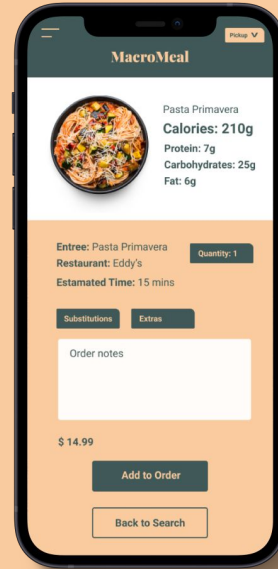 Pickup V
MacroMeal
Pasta Primavera
Calories: 210g
Protein: 7g
Carbohydrates: 25g
Fat: 6g
Entree: Pasta Primavera
Restaurant: Eddy's
Quantity: 1
Estamated Time: 15 mins
Substitutions
Extras
Order notes
$ 14.99
Add to Order
Back to Search